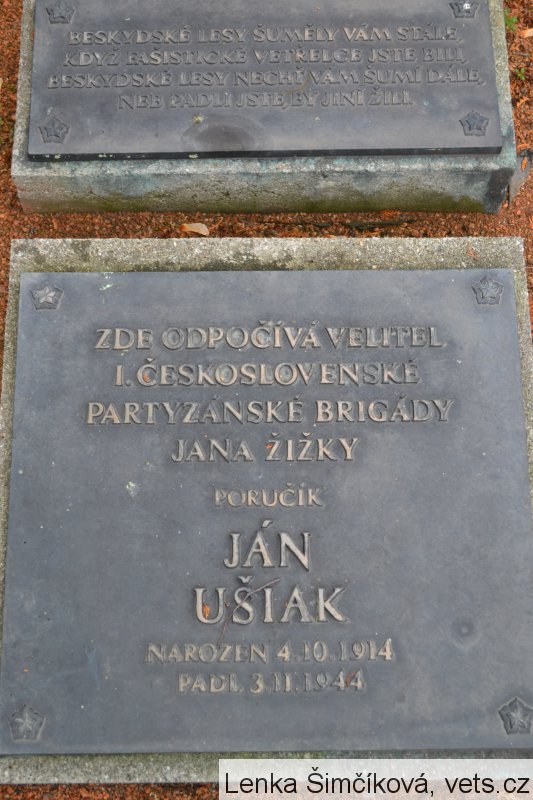 BESKYDSKÉ LESY ŠUMĚLY VÁM STÁLE,
KDYŽ FAŠISTICKÉ VETŘELCE JSTE BILI,
BESKYDSKÉ LESY NECHŤ VÁM ŠUMÍ DÁLE,
NEB PADLI JSTE, BY JINÍ ŽILI.
ZDE ODPOČÍVÁ VELITEL
I. ČESKOSLOVENSKÉ
PARTYZÁNSKÉ BRIGÁDY
JANA ŽIŽKY
PORUČÍK
JÁN
UŠIAK
NAROZEN 4.10.1914
PADL 3.11.1944
Lenka Šimčíková, vets.cz